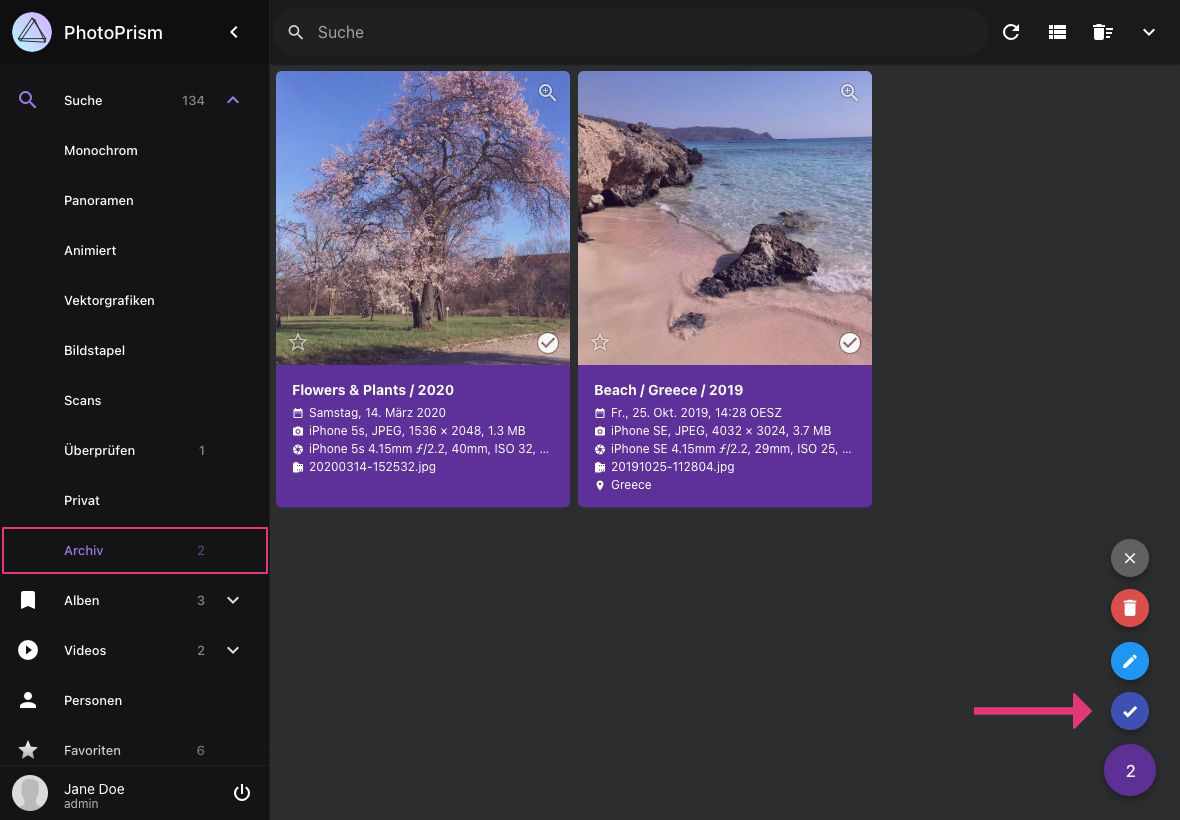 PhotoPrism
Suche
Suche 134
Monochrom
Panoramen
Animiert
Vektorgrafiken
Bildstapel
Scans
Überprüfen 1
Privat
Archiv 2
Alben 3
Videos 2
Personen
Favoriten 6
Jane Doe
admin
Flowers & Plants / 2020
Samstag, 14. März 2020
iPhone 5s, JPEG, 1536 × 2048, 1.3 MB
iPhone 5s 4.15mm ƒ/2.2, 40mm, ISO 32, ...
20200314-152532.jpg
Beach / Greece / 2019
Fr., 25. Okt. 2019, 14:28 OESZ
iPhone SE, JPEG, 4032 × 3024, 3.7 MB
iPhone SE 4.15mm ƒ/2.2, 29mm, ISO 25, ...
20191025-112804.jpg
Greece
2